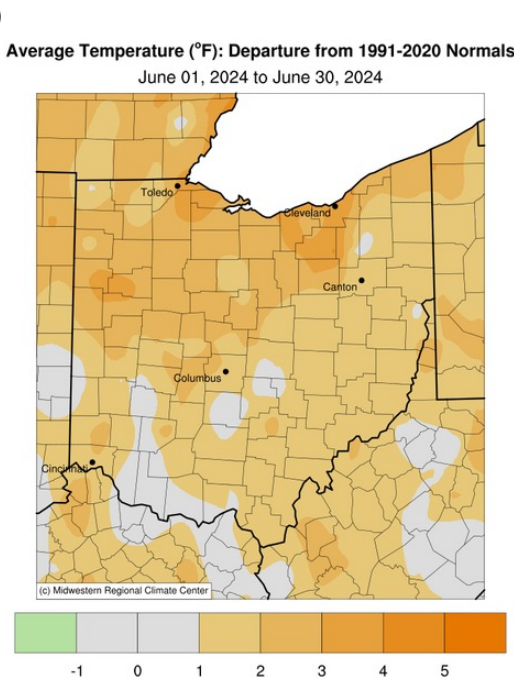 )
Average Temperature (°F): Departure from 1991-2020 Normals
June 01, 2024 to June 30, 2024
Toledo
Cleveland
Canton
Columbus
Cincinnati
(c) Midwestern Regional Climate Center
-1 0 1 2 3 4 5